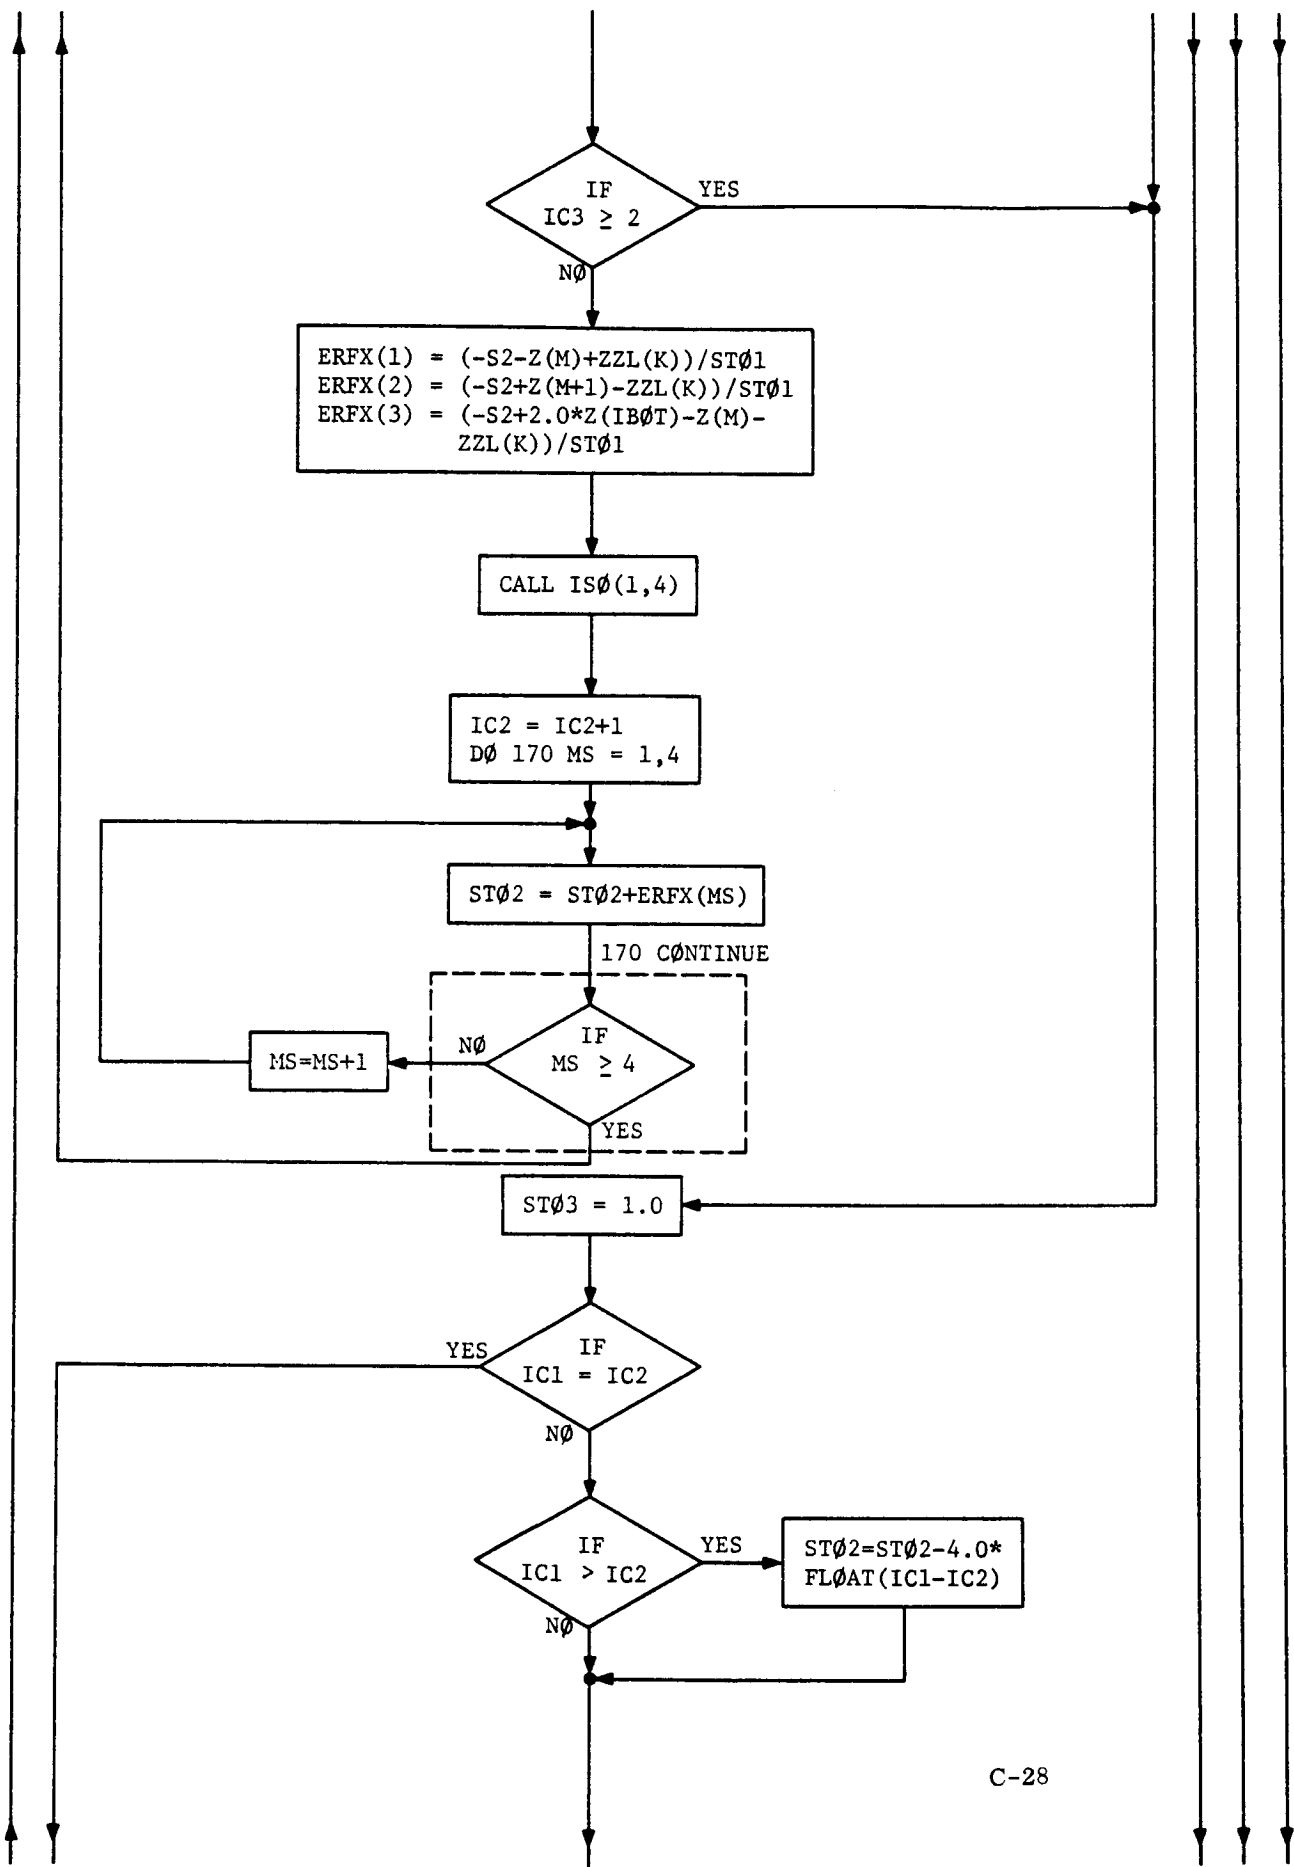 IF
IC3 ≥ 2
YES
NØ
ERFX(1) = (-S2-Z(M)+ZZL(K))/STØ1
ERFX(2) = (-S2+Z(M+1)-ZZL(K))/STØ1
ERFX(3) = (-S2+2.0*Z(IBØT)-Z(M)-
ZZL(K))/STØ1
CALL ISØ(1,4)
IC2 = IC2+1
DØ 170 MS = 1,4
STØ2 = STØ2+ERFX(MS)
170 CØNTINUE
IF
MS ≥ 4
NØ
MS=MS+1
YES
STØ3 = 1.0
IF
IC1 = IC2
YES
NØ
IF
IC1 > IC2
YES
STØ2=STØ2-4.0*
FLØAT(IC1-IC2)
NØ
C-28